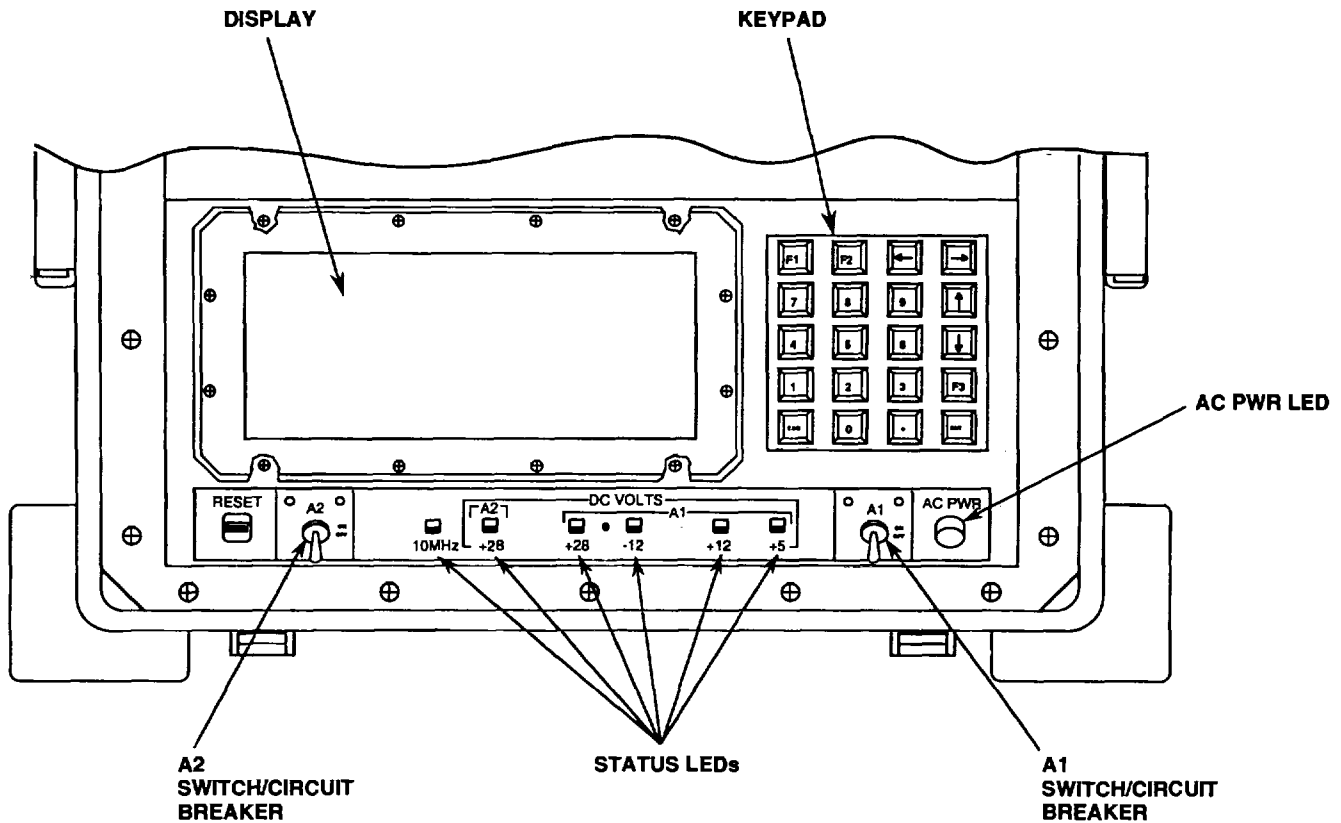 DISPLAY
KEYPAD
F1 F2 ← →
7 8 9 ↑
4 5 6 ↓
1 2 3 F3
0
AC PWR LED
RESET
A2
DC VOLTS
A2
A1
A1
AC PWR
10MHz +28 +28 -12 +12 +5
STATUS LEDs
A2
SWITCH/CIRCUIT
BREAKER
A1
SWITCH/CIRCUIT
BREAKER